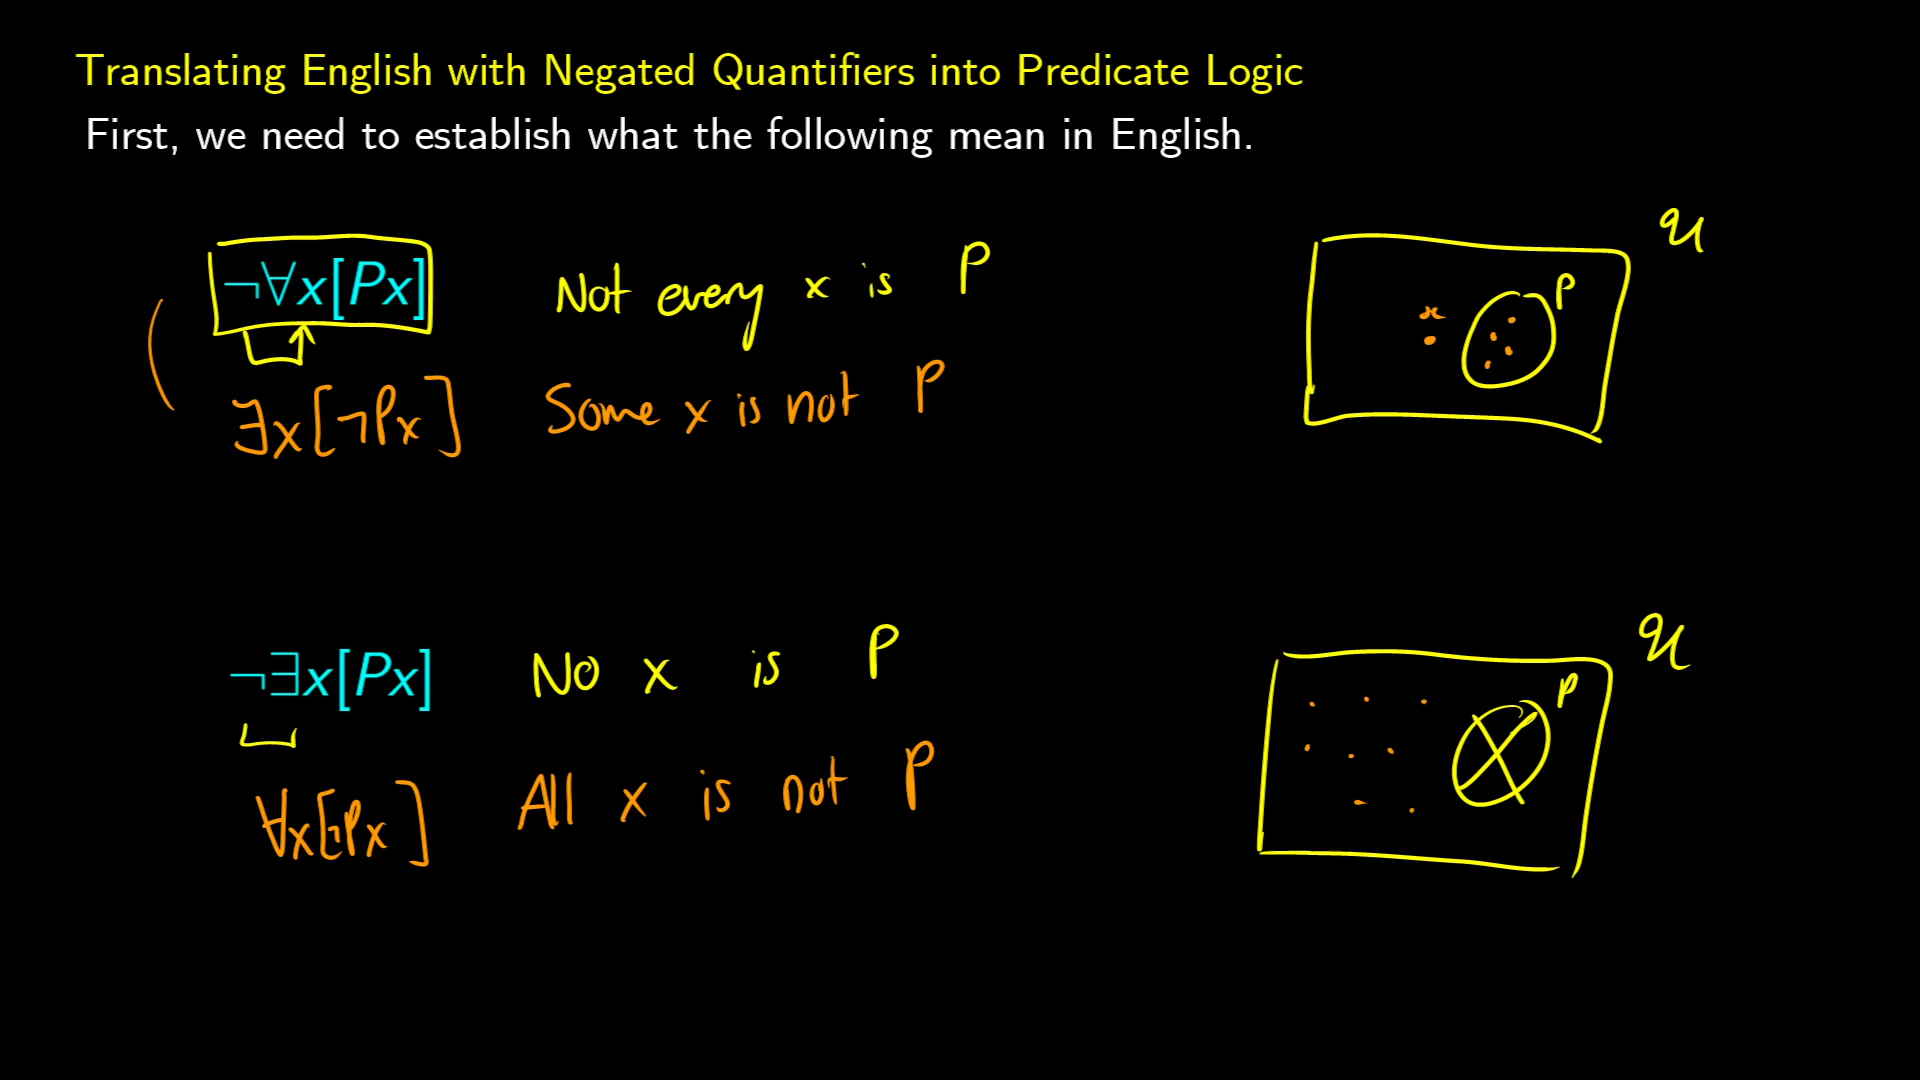 Translating English with Negated Quantifiers into Predicate Logic
First, we need to establish what the following mean in English.
𝒰
¬∀x[Px] Not every x is P
P
x
∃x[¬Px] Some x is not P
𝒰
¬∃x[Px] No x is P
P
∀x[¬Px] All x is not P